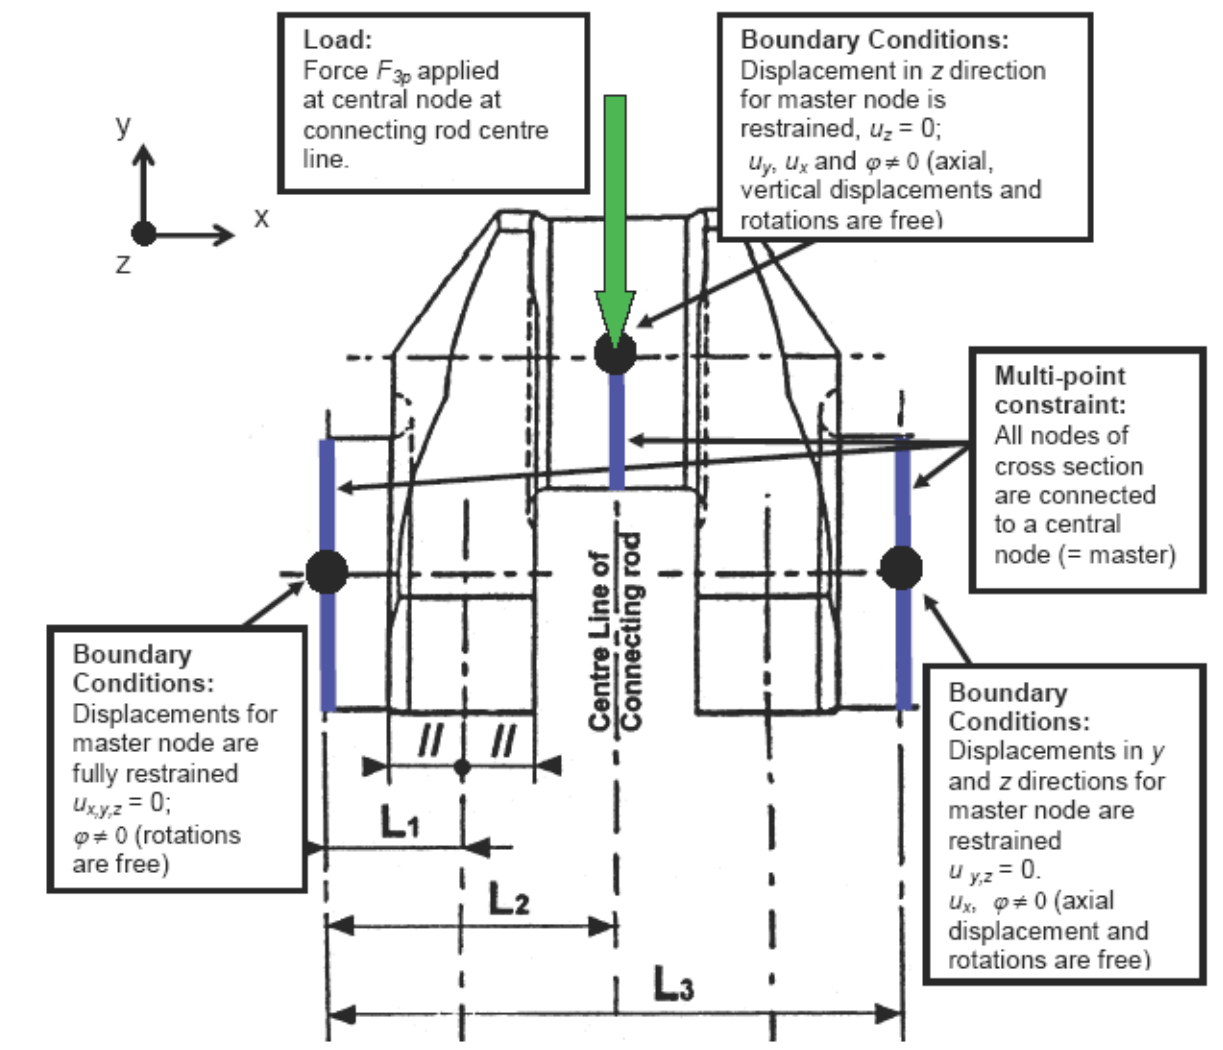 Load:
Force F3p applied
at central node at
connecting rod centre
line.
Boundary Conditions:
Displacement in z direction
for master node is
restrained, uz = 0;
uy, ux and φ ≠ 0 (axial,
vertical displacements and
rotations are free)
y
x
z
Multi-point
constraint:
All nodes of
cross section
are connected
to a central
node (= master)
Centre Line of
Connecting rod
Boundary
Conditions:
Displacements for
master node are
fully restrained
ux,y,z = 0;
φ ≠ 0 (rotations
are free)
Boundary
Conditions:
Displacements in y
and z directions for
master node are
restrained
u y,z = 0.
ux, φ ≠ 0 (axial
displacement and
rotations are free)
// //
L1
L2
L3